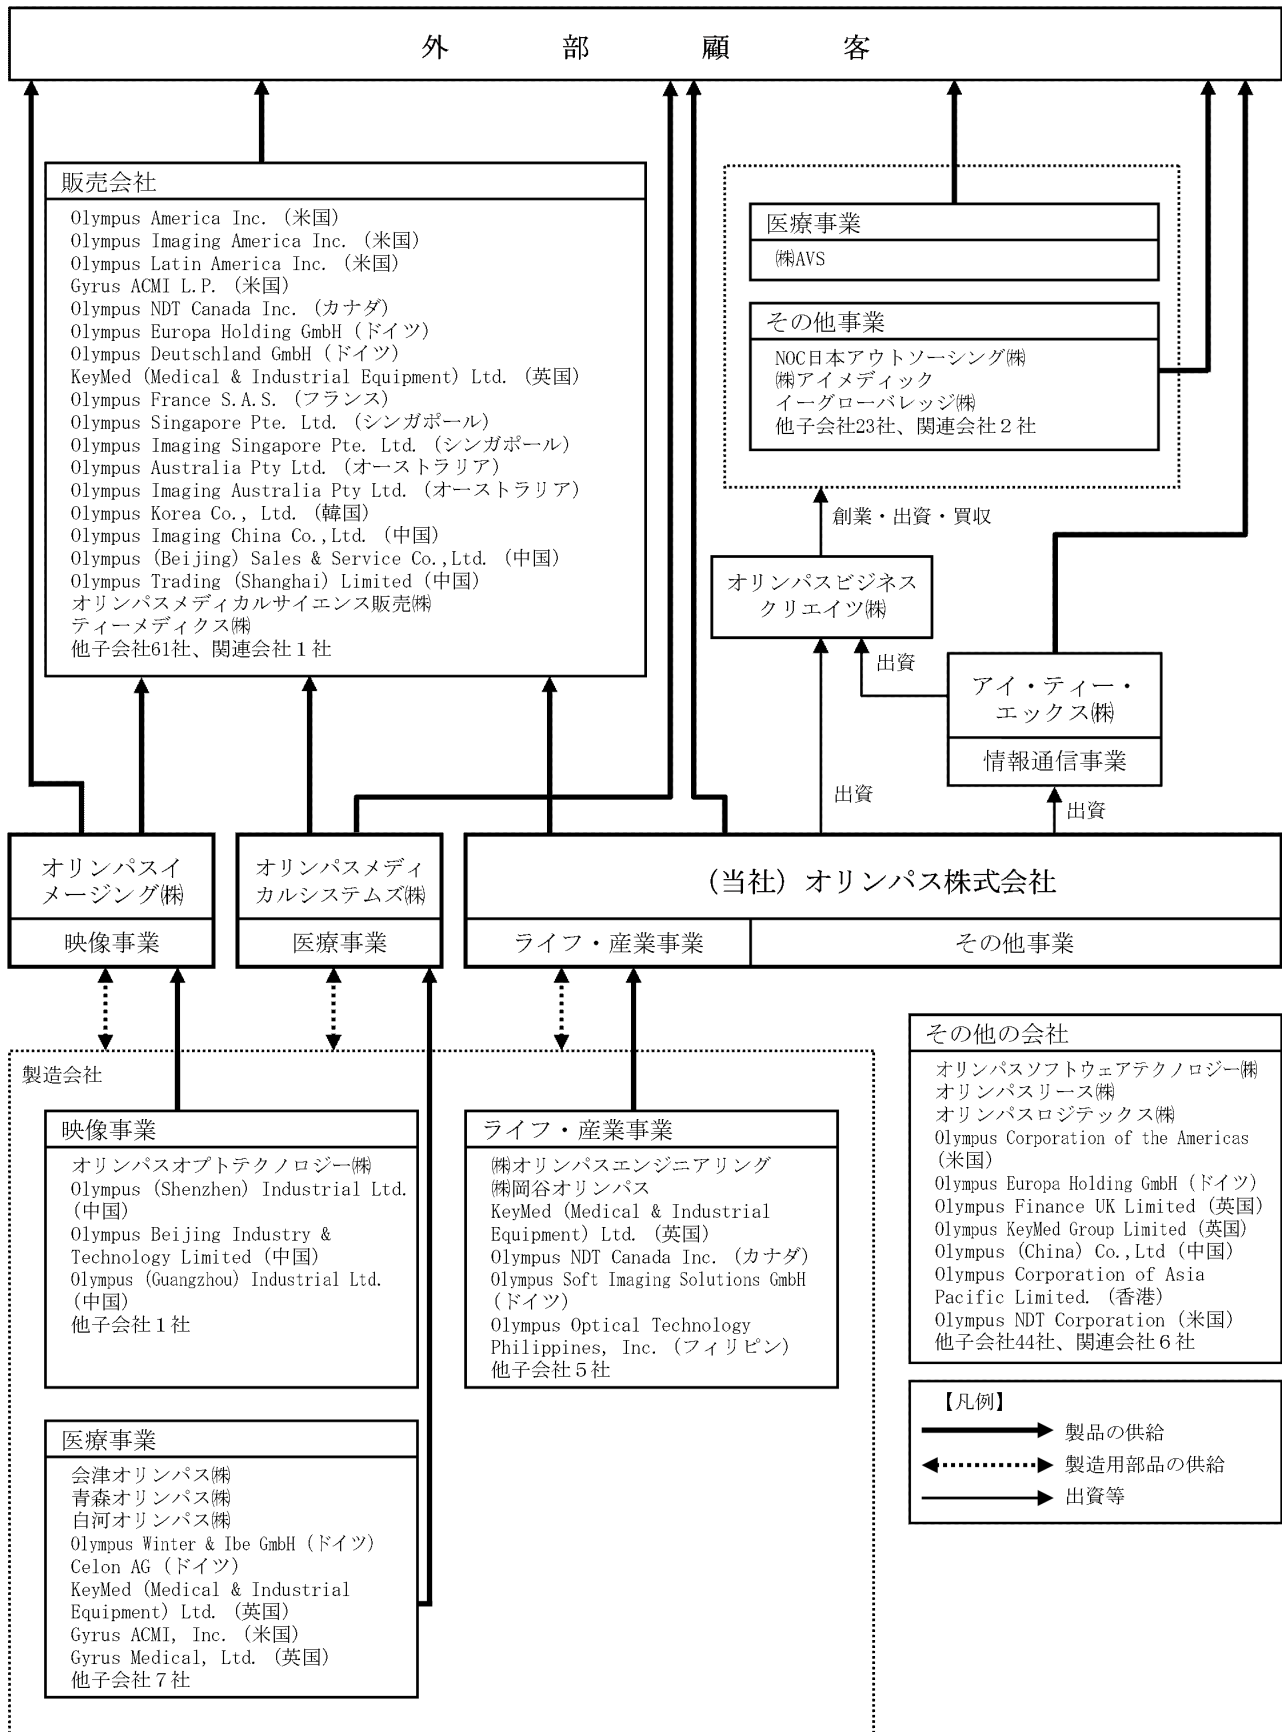 外部顧客
販売会社
Olympus America Inc. (米国)
Olympus Imaging America Inc. (米国)
Olympus Latin America Inc. (米国)
Gyrus ACMI L.P. (米国)
Olympus NDT Canada Inc. (カナダ)
Olympus Europa Holding GmbH (ドイツ)
Olympus Deutschland GmbH (ドイツ)
KeyMed (Medical & Industrial Equipment) Ltd. (英国)
Olympus France S.A.S. (フランス)
Olympus Singapore Pte. Ltd. (シンガポール)
Olympus Imaging Singapore Pte. Ltd. (シンガポール)
Olympus Australia Pty Ltd. (オーストラリア)
Olympus Imaging Australia Pty Ltd. (オーストラリア)
Olympus Korea Co., Ltd. (韓国)
Olympus Imaging China Co.,Ltd. (中国)
Olympus (Beijing) Sales & Service Co.,Ltd. (中国)
Olympus Trading (Shanghai) Limited (中国)
オリンパスメディカルサイエンス販売㈱
ティーメディクス㈱
他子会社61社、関連会社1社
医療事業
㈱AVS
その他事業
NOC日本アウトソーシング㈱
㈱アイメディック
イーグローバレッジ㈱
他子会社23社、関連会社2社
創業・出資・買収
オリンパスビジネス
クリエイツ㈱
出資
アイ・ティー・
エックス㈱
情報通信事業
出資
出資
オリンパスイ
メージング㈱
映像事業
オリンパスメディ
カルシステムズ㈱
医療事業
(当社) オリンパス株式会社
ライフ・産業事業
その他事業
製造会社
映像事業
オリンパスオプトテクノロジー㈱
Olympus (Shenzhen) Industrial Ltd.
(中国)
Olympus Beijing Industry &
Technology Limited (中国)
Olympus (Guangzhou) Industrial Ltd.
(中国)
他子会社1社
ライフ・産業事業
㈱オリンパスエンジニアリング
㈱岡谷オリンパス
KeyMed (Medical & Industrial
Equipment) Ltd. (英国)
Olympus NDT Canada Inc. (カナダ)
Olympus Soft Imaging Solutions GmbH
(ドイツ)
Olympus Optical Technology
Philippines, Inc. (フィリピン)
他子会社5社
医療事業
会津オリンパス㈱
青森オリンパス㈱
白河オリンパス㈱
Olympus Winter & Ibe GmbH (ドイツ)
Celon AG (ドイツ)
KeyMed (Medical & Industrial
Equipment) Ltd. (英国)
Gyrus ACMI, Inc. (米国)
Gyrus Medical, Ltd. (英国)
他子会社7社
その他の会社
オリンパスソフトウェアテクノロジー㈱
オリンパスリース㈱
オリンパスロジテックス㈱
Olympus Corporation of the Americas
(米国)
Olympus Europa Holding GmbH (ドイツ)
Olympus Finance UK Limited (英国)
Olympus KeyMed Group Limited (英国)
Olympus (China) Co.,Ltd (中国)
Olympus Corporation of Asia
Pacific Limited. (香港)
Olympus NDT Corporation (米国)
他子会社44社、関連会社6社
【凡例】
製品の供給
製造用部品の供給
出資等